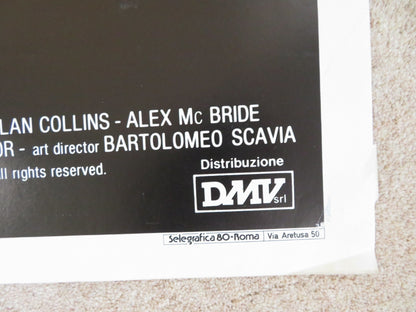 LAN COLLINS - ALEX Mc BRIDE
OR - art director BARTOLOMEO SCAVIA
all rights reserved.
Distribuzione
DMV srl
Selegrafica 80-Roma Via Aretusa 50